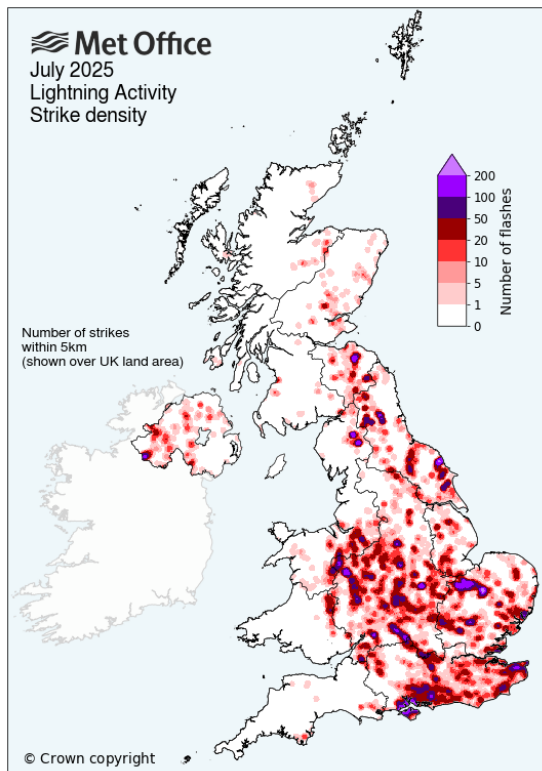 Met Office
July 2025
Lightning Activity
Strike density
200
100
50
20
10
5
1
0
Number of flashes
Number of strikes
within 5km
(shown over UK land area)
© Crown copyright